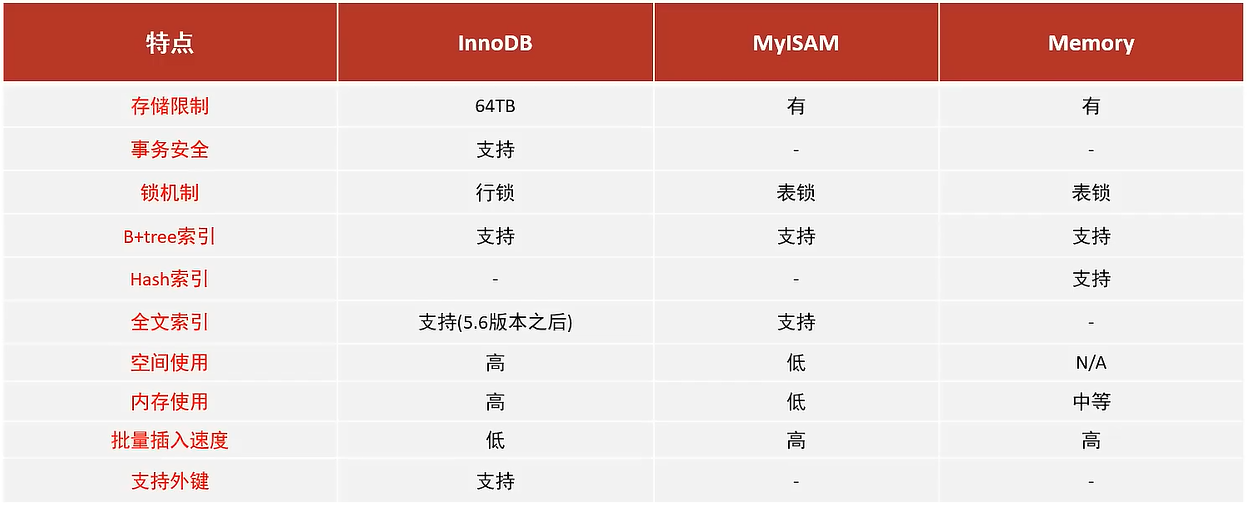 特点 InnoDB MyISAM Memory
存储限制 64TB 有 有
事务安全 支持 - -
锁机制 行锁 表锁 表锁
B+tree索引 支持 支持 支持
Hash索引 - - 支持
全文索引 支持(5.6版本之后) 支持 -
空间使用 高 低 N/A
内存使用 高 低 中等
批量插入速度 低 高 高
支持外键 支持 - -